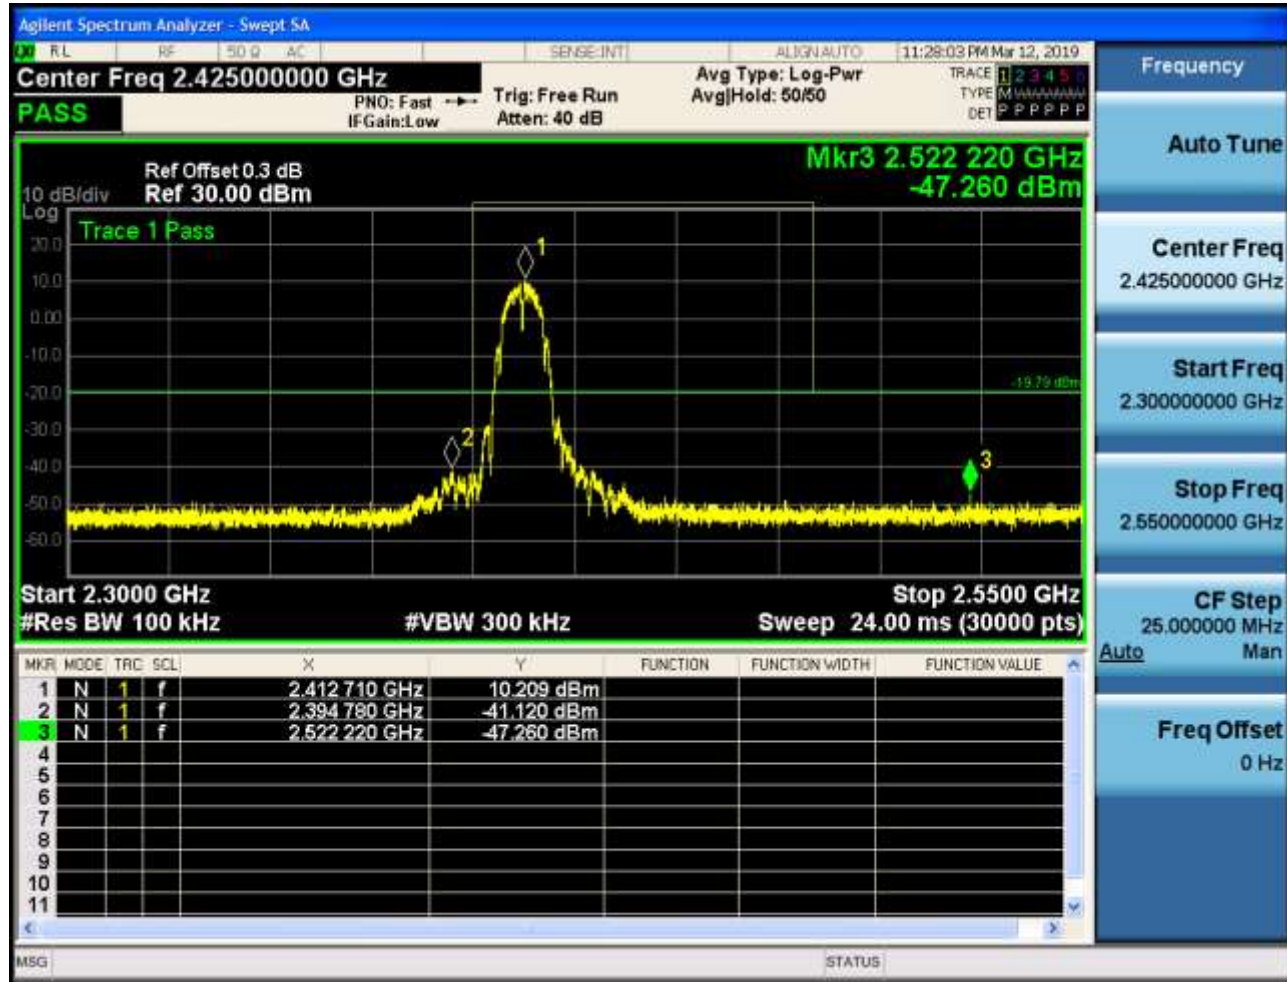 Agilent Spectrum Analyzer - Swept SA
RL RF 50 Ω AC SENSE:INT ALIGN AUTO 11:28:03 PM Mar 12, 2019
Center Freq 2.425000000 GHz
PASS
PNO: Fast
IFGain:Low
Trig: Free Run
Atten: 40 dB
Avg Type: Log-Pwr
Avg|Hold: 50/50
TRACE 1 2 3 4 5 6
TYPE M WWWWW
DET P P P P P P
Ref Offset 0.3 dB
10 dB/div Ref 30.00 dBm
Log
Mkr3 2.522 220 GHz
-47.260 dBm
Trace 1 Pass
20.0
10.0
0.00
-10.0
-20.0
-30.0
-40.0
-50.0
-60.0
1
2
3
-19.79 dBm
Start 2.3000 GHz Stop 2.5500 GHz
#Res BW 100 kHz #VBW 300 kHz Sweep 24.00 ms (30000 pts)
MKR MODE TRC SCL X Y FUNCTION FUNCTION WIDTH FUNCTION VALUE
1 N 1 f 2.412 710 GHz 10.209 dBm
2 N 1 f 2.394 780 GHz -41.120 dBm
3 N 1 f 2.522 220 GHz -47.260 dBm
4
5
6
7
8
9
10
11
MSG STATUS
Frequency
Auto Tune
Center Freq
2.425000000 GHz
Start Freq
2.300000000 GHz
Stop Freq
2.550000000 GHz
CF Step
25.000000 MHz
Auto Man
Freq Offset
0 Hz